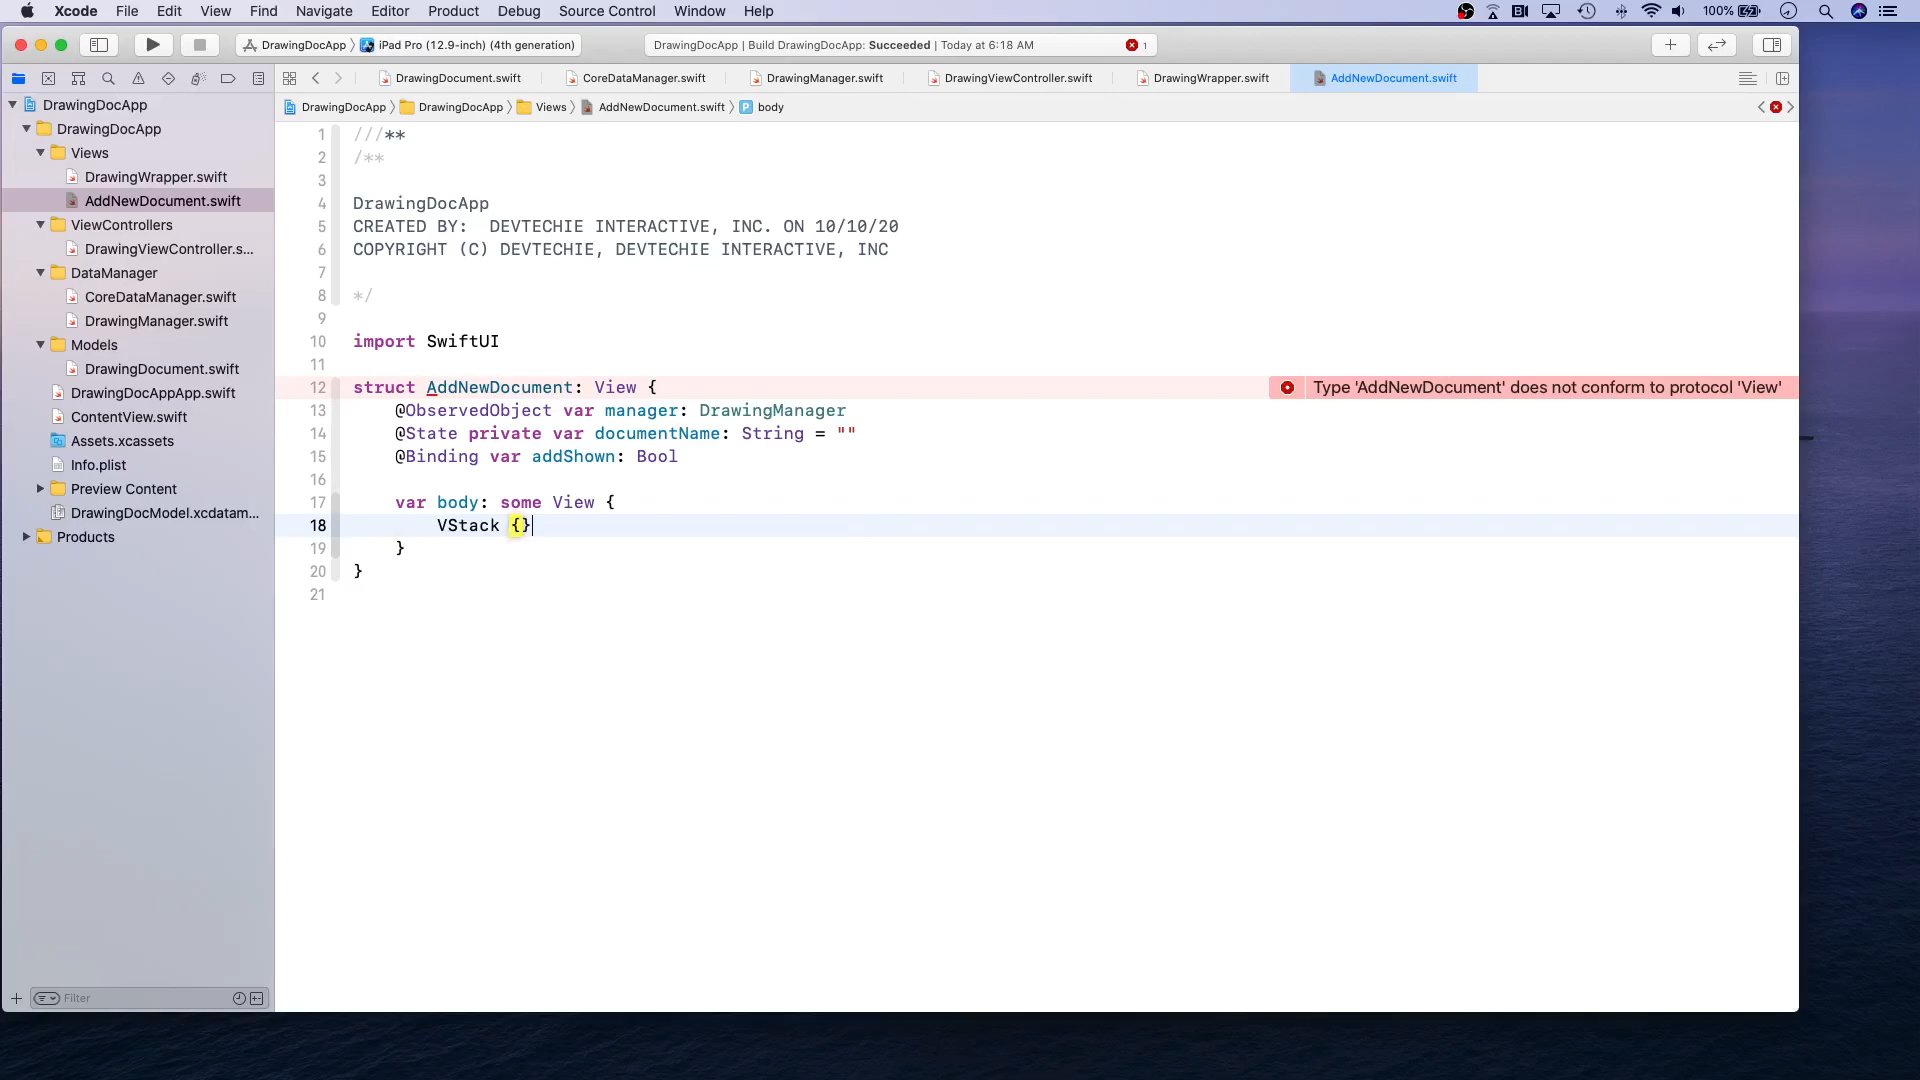 Xcode File Edit View Find Navigate Editor Product Debug Source Control Window Help 100%
DrawingDocApp iPad Pro (12.9-inch) (4th generation) DrawingDocApp | Build DrawingDocApp: Succeeded | Today at 6:18 AM 1
DrawingDocument.swift CoreDataManager.swift DrawingManager.swift DrawingViewController.swift DrawingWrapper.swift AddNewDocument.swift
DrawingDocApp DrawingDocApp Views AddNewDocument.swift P body
DrawingDocApp
DrawingDocApp
Views
DrawingWrapper.swift
AddNewDocument.swift
ViewControllers
DrawingViewController.s...
DataManager
CoreDataManager.swift
DrawingManager.swift
Models
DrawingDocument.swift
DrawingDocAppApp.swift
ContentView.swift
Assets.xcassets
Info.plist
Preview Content
DrawingDocModel.xcdatam...
Products
Filter
1 ///**
2 /**
3
4 DrawingDocApp
5 CREATED BY: DEVTECHIE INTERACTIVE, INC. ON 10/10/20
6 COPYRIGHT (C) DEVTECHIE, DEVTECHIE INTERACTIVE, INC
7
8 */
9
10 import SwiftUI
11
12 struct AddNewDocument: View { Type 'AddNewDocument' does not conform to protocol 'View'
13 @ObservedObject var manager: DrawingManager
14 @State private var documentName: String = ""
15 @Binding var addShown: Bool
16
17 var body: some View {
18 VStack {}
19 }
20 }
21